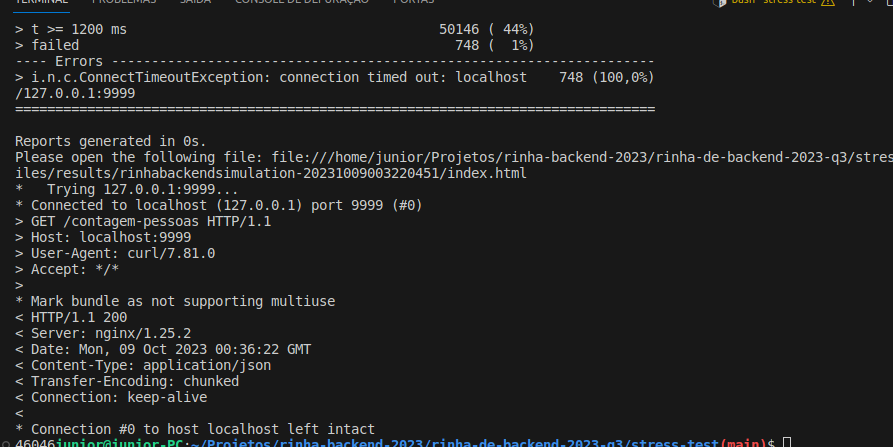 TERMINAL PROBLEMAS SAÍDA CONSOLE DE DEPURAÇÃO PORTAS bash - stress-test
> t >= 1200 ms 50146 ( 44%)
> failed 748 ( 1%)
---- Errors --------------------------------------------------------------------
> i.n.c.ConnectTimeoutException: connection timed out: localhost 748 (100,0%)
/127.0.0.1:9999
================================================================================
Reports generated in 0s.
Please open the following file: file:///home/junior/Projetos/rinha-backend-2023/rinha-de-backend-2023-q3/stres
iles/results/rinhabackendsimulation-20231009003220451/index.html
* Trying 127.0.0.1:9999...
* Connected to localhost (127.0.0.1) port 9999 (#0)
> GET /contagem-pessoas HTTP/1.1
> Host: localhost:9999
> User-Agent: curl/7.81.0
> Accept: */*
>
* Mark bundle as not supporting multiuse
< HTTP/1.1 200
< Server: nginx/1.25.2
< Date: Mon, 09 Oct 2023 00:36:22 GMT
< Content-Type: application/json
< Transfer-Encoding: chunked
< Connection: keep-alive
<
* Connection #0 to host localhost left intact
46046junior@junior-PC:~/Projetos/rinha-backend-2023/rinha-de-backend-2023-q3/stress-test(main)$